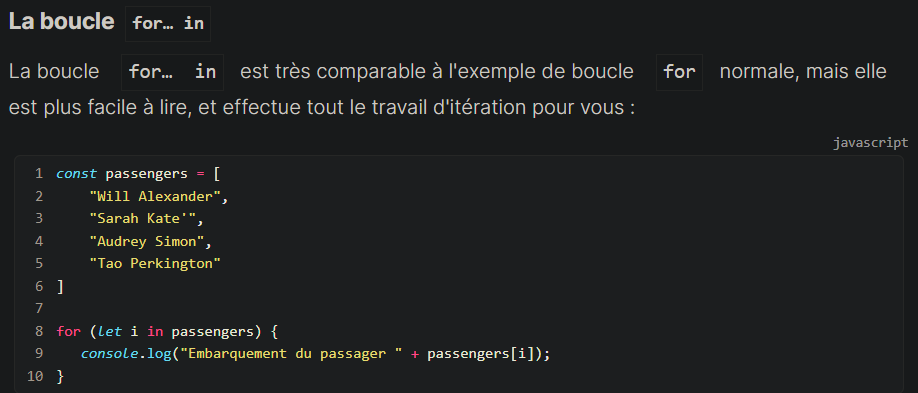 La boucle for… in
La boucle for… in est très comparable à l'exemple de boucle for normale, mais elle
est plus facile à lire, et effectue tout le travail d'itération pour vous :
javascript
1 const passengers = [
2     "Will Alexander",
3     "Sarah Kate'",
4     "Audrey Simon",
5     "Tao Perkington"
6 ]
7
8 for (let i in passengers) {
9    console.log("Embarquement du passager " + passengers[i]);
10 }